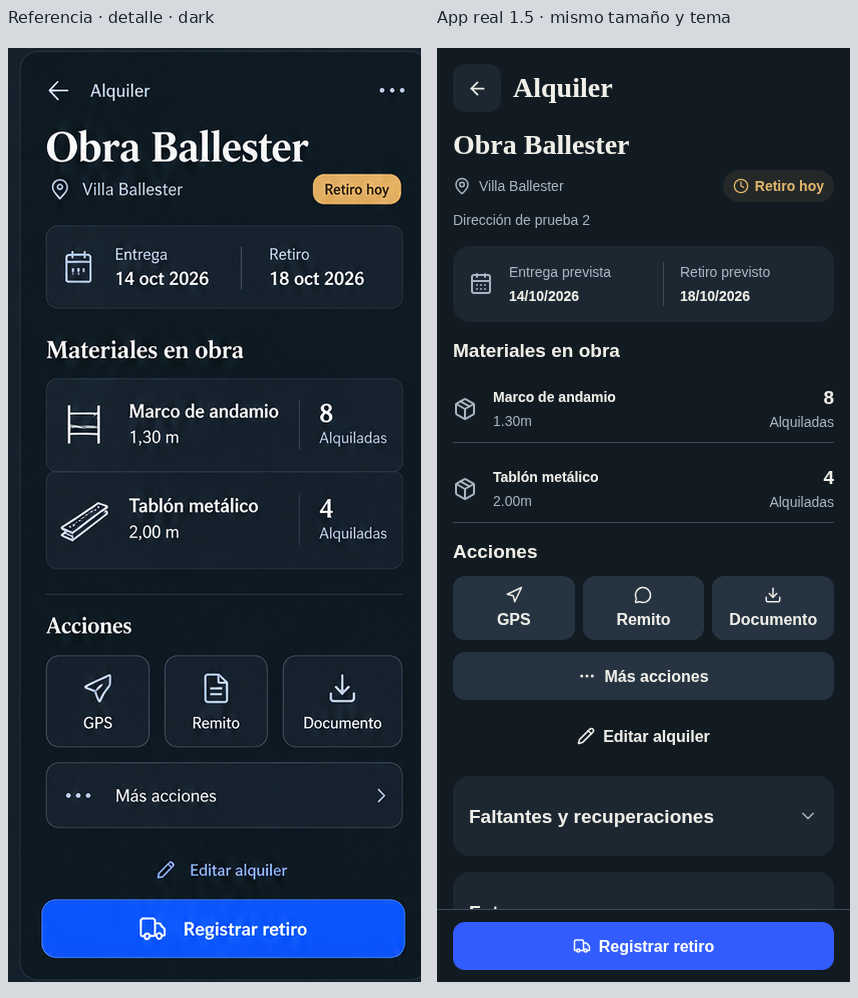 Referencia · detalle · dark
Alquiler
Obra Ballester
Villa Ballester
Retiro hoy
Entrega
14 oct 2026
Retiro
18 oct 2026
Materiales en obra
Marco de andamio
1,30 m
8
Alquiladas
Tablón metálico
2,00 m
4
Alquiladas
Acciones
GPS
Remito
Documento
Más acciones
Editar alquiler
Registrar retiro
App real 1.5 · mismo tamaño y tema
Alquiler
Obra Ballester
Villa Ballester
Retiro hoy
Dirección de prueba 2
Entrega prevista
14/10/2026
Retiro previsto
18/10/2026
Materiales en obra
Marco de andamio
1.30m
8
Alquiladas
Tablón metálico
2.00m
4
Alquiladas
Acciones
GPS
Remito
Documento
Más acciones
Editar alquiler
Faltantes y recuperaciones
Registrar retiro